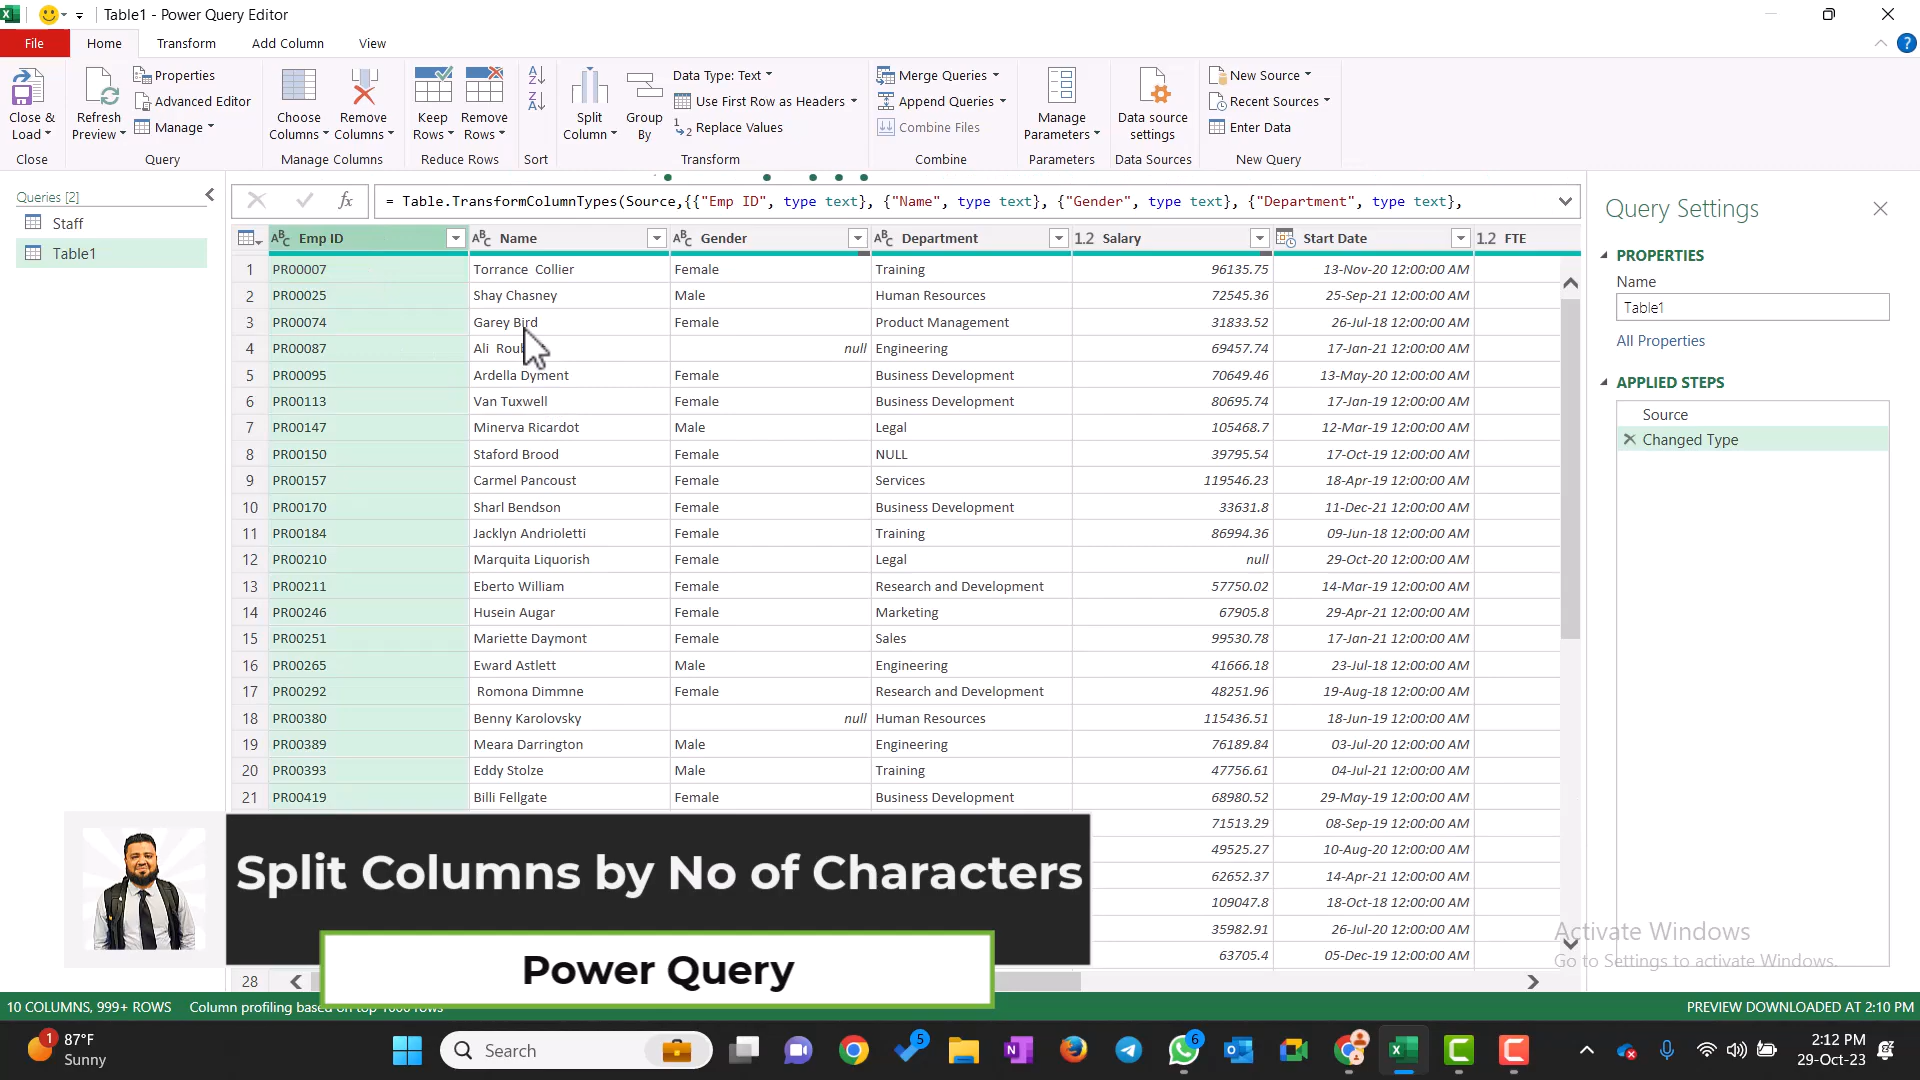 Table1 - Power Query Editor
File Home Transform Add Column View
Close & Load
Refresh Preview
Properties
Advanced Editor
Manage
Choose Columns
Remove Columns
Keep Rows
Remove Rows
Split Column
Group By
Data Type: Text
Use First Row as Headers
Replace Values
Merge Queries
Append Queries
Combine Files
Manage Parameters
Data source settings
New Source
Recent Sources
Enter Data
Close Query Manage Columns Reduce Rows Sort Transform Combine Parameters Data Sources New Query
Queries [2]
Staff
Table1
fx = Table.TransformColumnTypes(Source,{{"Emp ID", type text}, {"Name", type text}, {"Gender", type text}, {"Department", type text},
Emp ID Name Gender Department 1.2 Salary Start Date 1.2 FTE
1 PR00007 Torrance  Collier Female Training 96135.75 13-Nov-20 12:00:00 AM
2 PR00025 Shay Chasney Male Human Resources 72545.36 25-Sep-21 12:00:00 AM
3 PR00074 Garey Bird Female Product Management 31833.52 26-Jul-18 12:00:00 AM
4 PR00087 Ali null Engineering 69457.74 17-Jan-21 12:00:00 AM
5 PR00095 Ardella Dyment Female Business Development 70649.46 13-May-20 12:00:00 AM
6 PR00113 Van Tuxwell Female Business Development 80695.74 17-Jan-19 12:00:00 AM
7 PR00147 Minerva Ricardot Male Legal 105468.7 12-Mar-19 12:00:00 AM
8 PR00150 Staford Brood Female NULL 39795.54 17-Oct-19 12:00:00 AM
9 PR00157 Carmel Pancoust Female Services 119546.23 18-Apr-19 12:00:00 AM
10 PR00170 Sharl Bendson Female Business Development 33631.8 11-Dec-21 12:00:00 AM
11 PR00184 Jacklyn Andrioletti Female Training 86994.36 09-Jun-18 12:00:00 AM
12 PR00210 Marquita Liquorish Female Legal null 29-Oct-20 12:00:00 AM
13 PR00211 Eberto William Female Research and Development 57750.02 14-Mar-19 12:00:00 AM
14 PR00246 Husein Augar Female Marketing 67905.8 29-Apr-21 12:00:00 AM
15 PR00251 Mariette Daymont Female Sales 99530.78 17-Jan-21 12:00:00 AM
16 PR00265 Eward Astlett Male Engineering 41666.18 23-Jul-18 12:00:00 AM
17 PR00292 Romona Dimmne Female Research and Development 48251.96 19-Aug-18 12:00:00 AM
18 PR00380 Benny Karolovsky null Human Resources 115436.51 18-Jun-19 12:00:00 AM
19 PR00389 Meara Darrington Male Engineering 76189.84 03-Jul-20 12:00:00 AM
20 PR00393 Eddy Stolze Male Training 47756.61 04-Jul-21 12:00:00 AM
21 PR00419 Billi Fellgate Female Business Development 68980.52 29-May-19 12:00:00 AM
71513.29 08-Sep-19 12:00:00 AM
49525.27 10-Aug-20 12:00:00 AM
62652.37 14-Apr-21 12:00:00 AM
109047.8 18-Oct-18 12:00:00 AM
35982.91 26-Jul-20 12:00:00 AM
63705.4 05-Dec-19 12:00:00 AM
28
Split Columns by No of Characters
Power Query
Query Settings
PROPERTIES
Name
Table1
All Properties
APPLIED STEPS
Source
Changed Type
Activate Windows
Go to Settings to activate Windows.
10 COLUMNS, 999+ ROWS Column profiling based on top 1000 rows PREVIEW DOWNLOADED AT 2:10 PM
1 87°F
Sunny
Search
5
6
2:12 PM
29-Oct-23